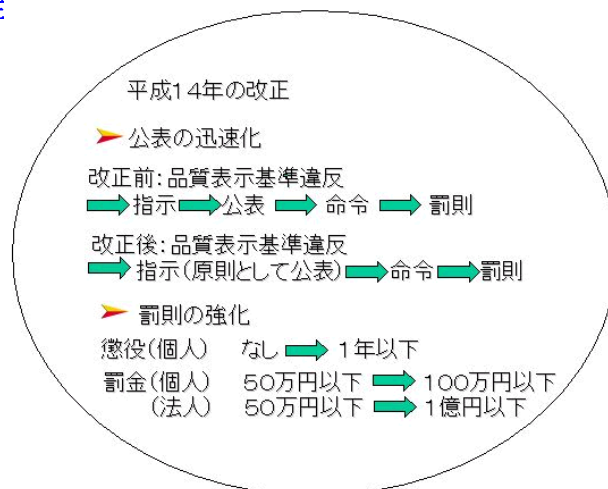 平成14年の改正
公表の迅速化
改正前：品質表示基準違反
指示 公表 命令 罰則
改正後：品質表示基準違反
指示（原則として公表） 命令 罰則
罰則の強化
懲役（個人） なし 1年以下
罰金（個人） 50万円以下 100万円以下
（法人） 50万円以下 1億円以下